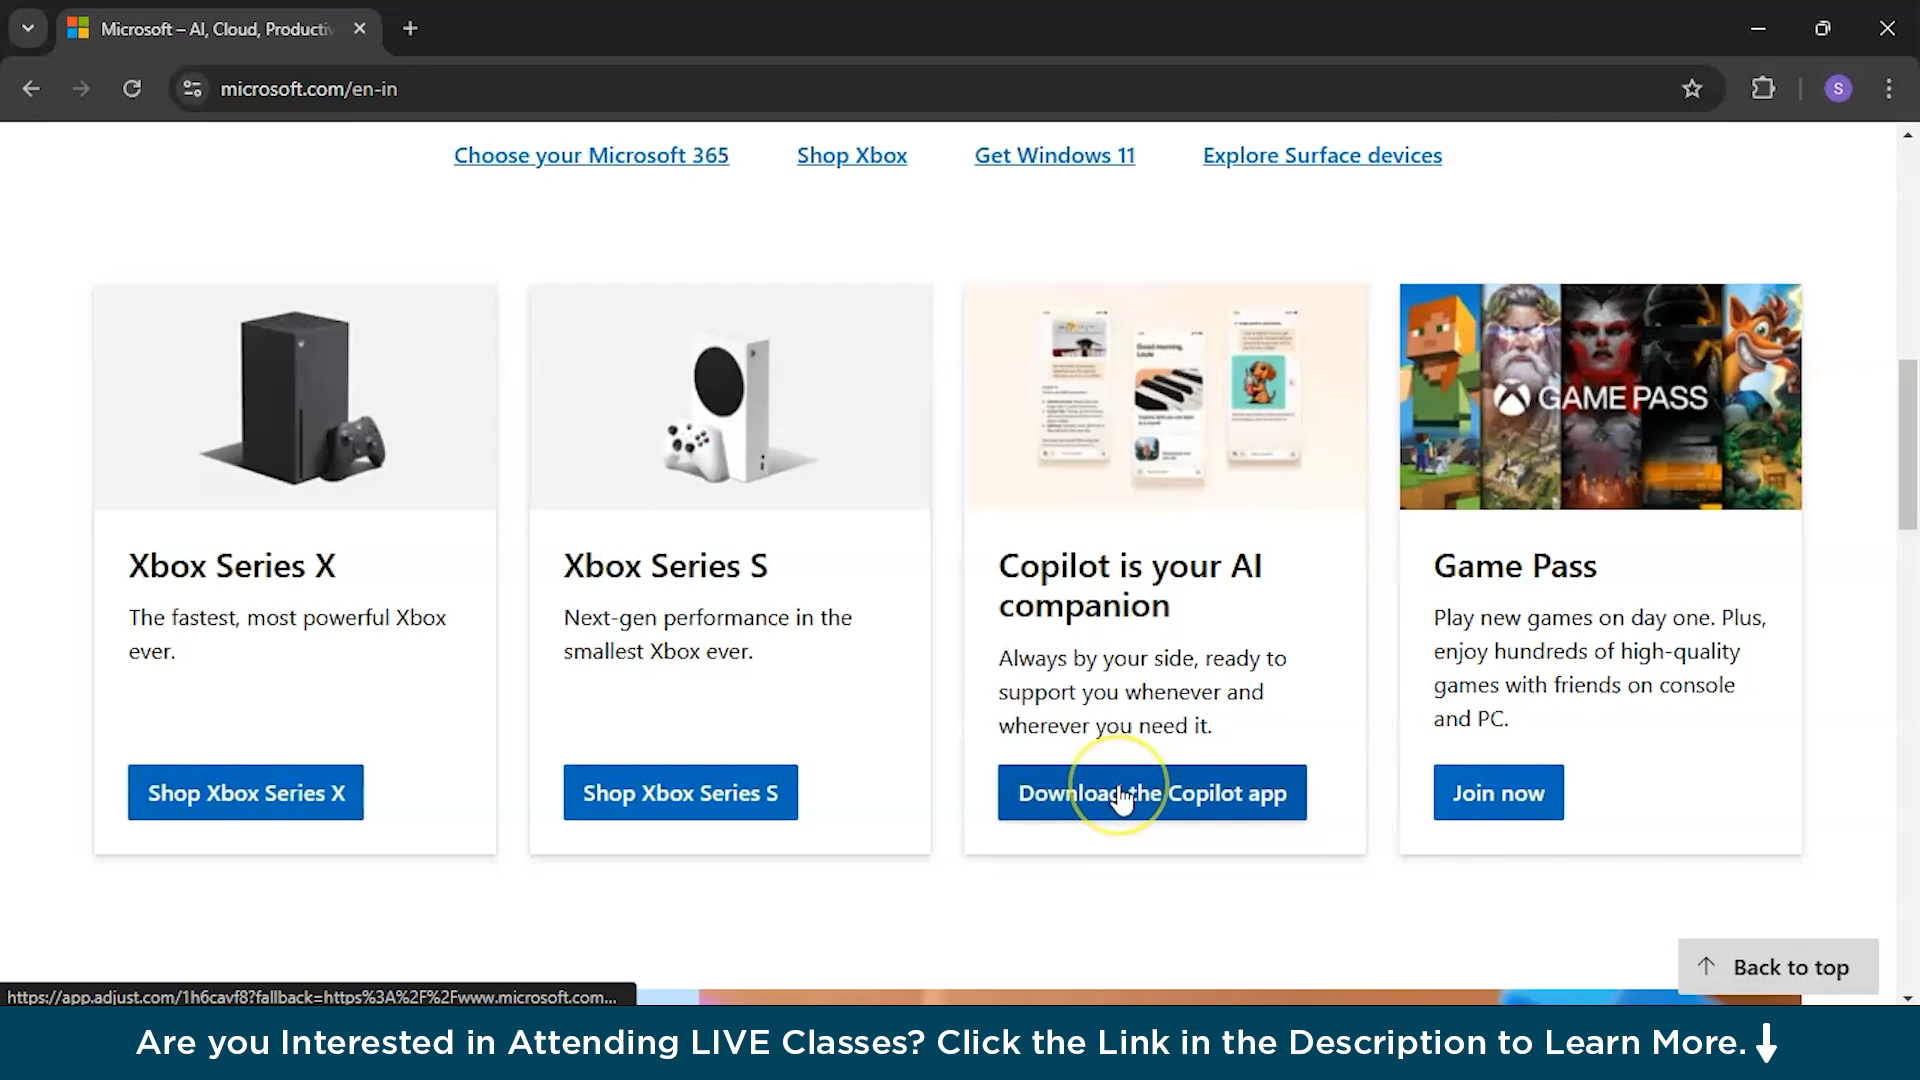 Microsoft – AI, Cloud, Producti
microsoft.com/en-in
S
Choose your Microsoft 365
Shop Xbox
Get Windows 11
Explore Surface devices
Good morning,
Louie
GAME PASS
Xbox Series X
The fastest, most powerful Xbox
ever.
Shop Xbox Series X
Xbox Series S
Next-gen performance in the
smallest Xbox ever.
Shop Xbox Series S
Copilot is your AI
companion
Always by your side, ready to
support you whenever and
wherever you need it.
Download the Copilot app
Game Pass
Play new games on day one. Plus,
enjoy hundreds of high-quality
games with friends on console
and PC.
Join now
Back to top
https://app.adjust.com/1h6cavf8?fallback=https%3A%2F%2Fwww.microsoft.com...
Are you Interested in Attending LIVE Classes? Click the Link in the Description to Learn More.